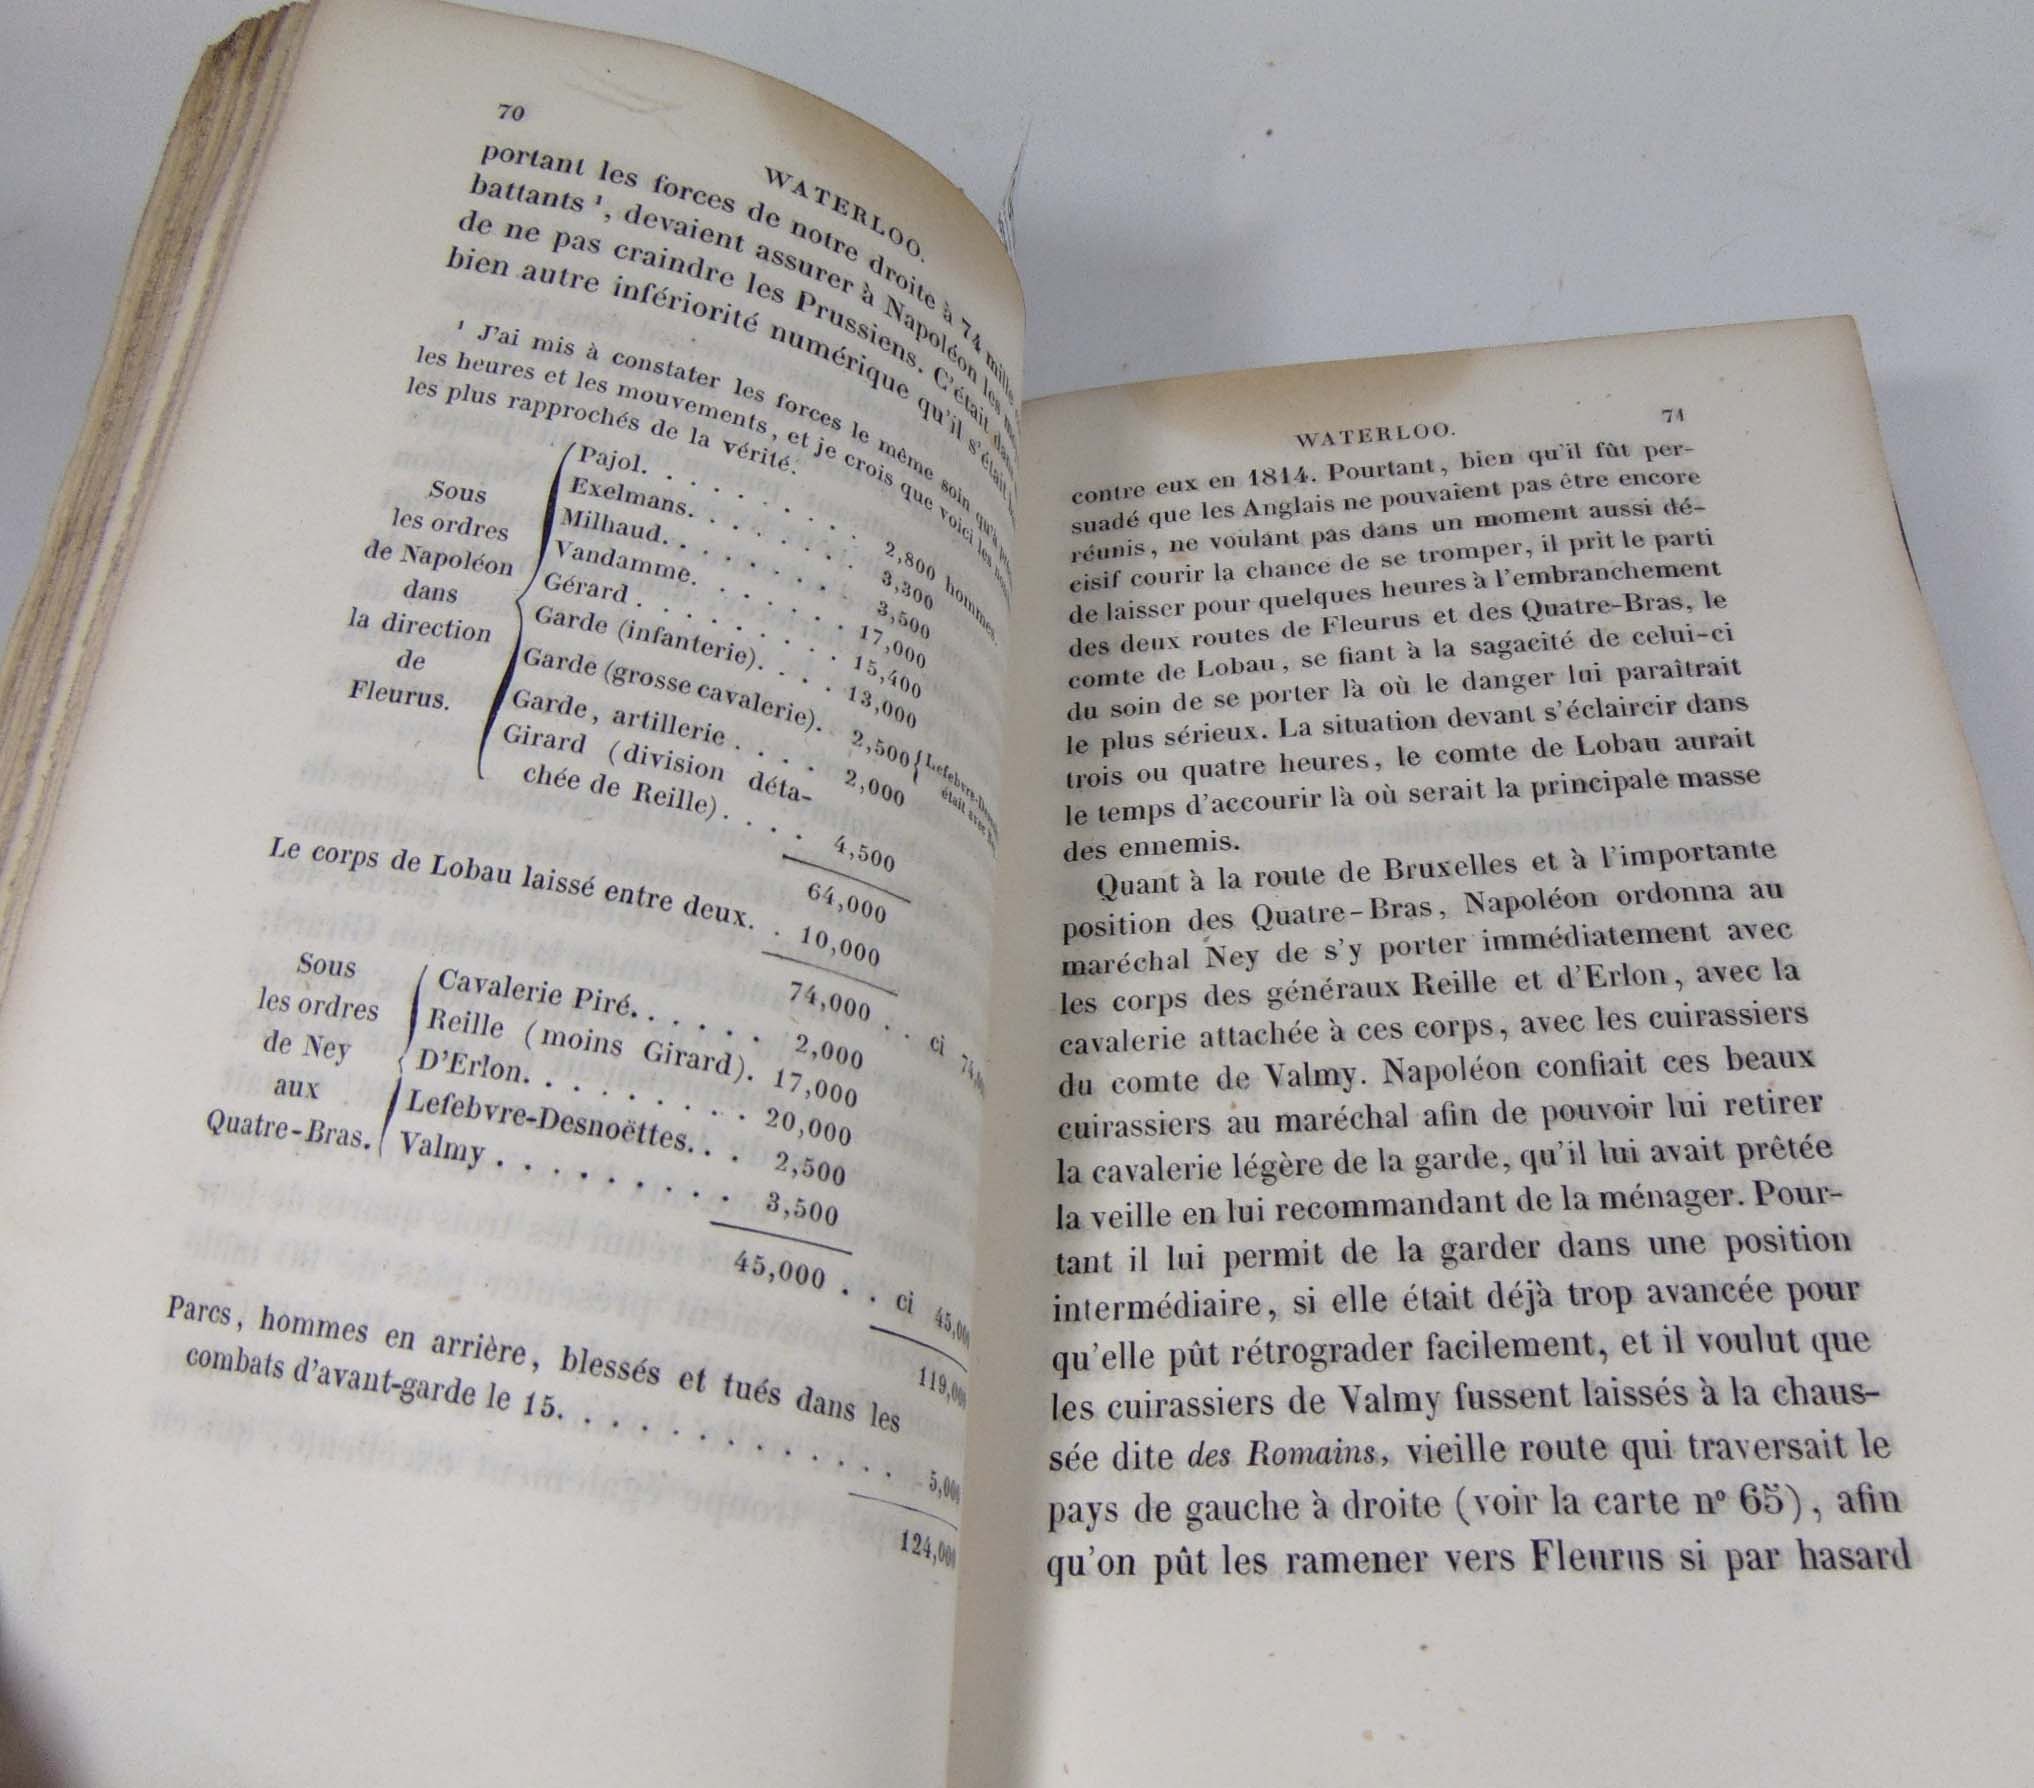 70
WATERLOO.
portant les forces de notre droite à 74 mille
battants ¹, devaient assurer à Napoléon les
de ne pas craindre les Prussiens. C'était dans
bien autre infériorité numérique qu'il s'était
¹ J'ai mis à constater les forces le même soin qu'à
les heures et les mouvements, et je crois que voici les
les plus rapprochés de la vérité.
Sous
les ordres
de Napoléon
dans
la direction
de
Fleurus.
Pajol. . . . . . . . 2,800 hommes.
Exelmans. . . . . . . 3,300
Milhaud. . . . . . . . 3,500
Vandamme. . . . . . . 17,000
Gérard . . . . . . . . 15,400
Garde (infanterie). . . . 13,000
Garde (grosse cavalerie). 2,500 { Lefebvre-
était avec
Garde, artillerie . . . . 2,000
Girard (division déta-
chée de Reille). . . . 4,500
64,000
Le corps de Lobau laissé entre deux. . 10,000
74,000 . . ci
Sous
les ordres
de Ney
aux
Quatre-Bras.
Cavalerie Piré. . . . . . 2,000
Reille (moins Girard). 17,000
D'Erlon. . . . . . . . . 20,000
Lefebvre-Desnoëttes. . . 2,500
Valmy . . . . . . . . . 3,500
45,000 . . ci 45,000
119,000
Parcs, hommes en arrière, blessés et tués dans les
combats d'avant-garde le 15. . . . . . . . . . . . 5,000
124,000
WATERLOO.
71
contre eux en 1814. Pourtant, bien qu'il fût per-
suadé que les Anglais ne pouvaient pas être encore
réunis, ne voulant pas dans un moment aussi dé-
cisif courir la chance de se tromper, il prit le parti
de laisser pour quelques heures à l'embranchement
des deux routes de Fleurus et des Quatre-Bras, le
comte de Lobau, se fiant à la sagacité de celui-ci
du soin de se porter là où le danger lui paraîtrait
le plus sérieux. La situation devant s'éclaircir dans
trois ou quatre heures, le comte de Lobau aurait
le temps d'accourir là où serait la principale masse
des ennemis.
Quant à la route de Bruxelles et à l'importante
position des Quatre-Bras, Napoléon ordonna au
maréchal Ney de s'y porter immédiatement avec
les corps des généraux Reille et d'Erlon, avec la
cavalerie attachée à ces corps, avec les cuirassiers
du comte de Valmy. Napoléon confiait ces beaux
cuirassiers au maréchal afin de pouvoir lui retirer
la cavalerie légère de la garde, qu'il lui avait prêtée
la veille en lui recommandant de la ménager. Pour-
tant il lui permit de la garder dans une position
intermédiaire, si elle était déjà trop avancée pour
qu'elle pût rétrograder facilement, et il voulut que
les cuirassiers de Valmy fussent laissés à la chaus-
sée dite des Romains, vieille route qui traversait le
pays de gauche à droite (voir la carte nº 65), afin
qu'on pût les ramener vers Fleurus si par hasard